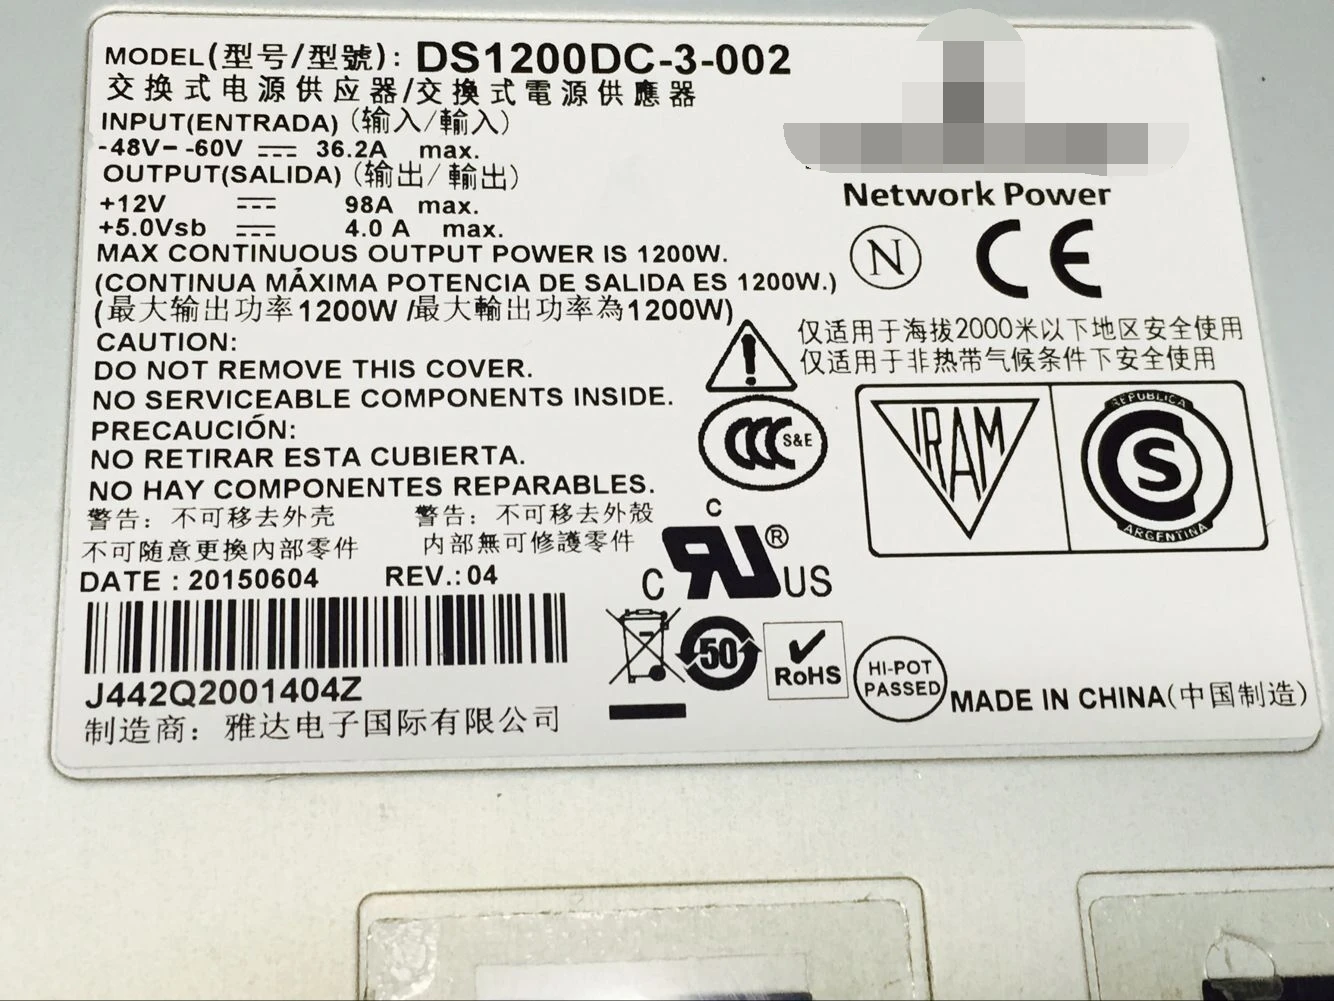 MODEL(型号/型號): DS1200DC-3-002
交换式电源供应器/交換式電源供應器
INPUT(ENTRADA) (输入/輸入)
-48V- -60V ⎓ 36.2A max.
OUTPUT(SALIDA) (输出/輸出)
+12V ⎓ 98A max.
+5.0Vsb ⎓ 4.0 A max.
MAX CONTINUOUS OUTPUT POWER IS 1200W.
(CONTINUA MÁXIMA POTENCIA DE SALIDA ES 1200W.)
(最大输出功率1200W /最大輸出功率為1200W)
CAUTION:
DO NOT REMOVE THIS COVER.
NO SERVICEABLE COMPONENTS INSIDE.
PRECAUCIÓN:
NO RETIRAR ESTA CUBIERTA.
NO HAY COMPONENTES REPARABLES.
警告: 不可移去外壳 警告: 不可移去外殼
不可随意更换内部零件 内部無可修護零件
DATE : 20150604 REV.: 04
J442Q2001404Z
制造商: 雅达电子国际有限公司
Network Power
N CE
仅适用于海拔2000米以下地区安全使用
仅适用于非热带气候条件下安全使用
CCC S&E
IRAM
REPUBLICA
S
ARGENTINA
C
C RU ® US
50
RoHS
HI-POT
PASSED
MADE IN CHINA(中国制造)